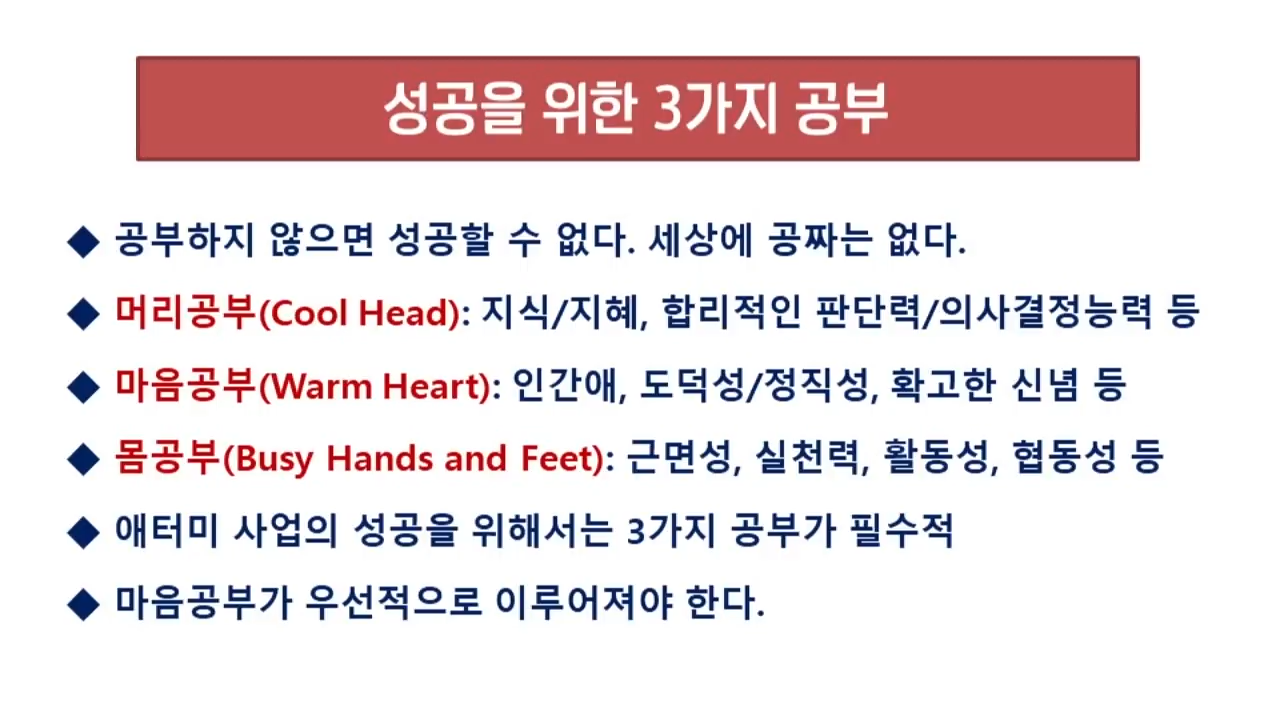 성공을 위한 3가지 공부
◆ 공부하지 않으면 성공할 수 없다. 세상에 공짜는 없다.
◆ 머리공부(Cool Head): 지식/지혜, 합리적인 판단력/의사결정능력 등
◆ 마음공부(Warm Heart): 인간애, 도덕성/정직성, 확고한 신념 등
◆ 몸공부(Busy Hands and Feet): 근면성, 실천력, 활동성, 협동성 등
◆ 애터미 사업의 성공을 위해서는 3가지 공부가 필수적
◆ 마음공부가 우선적으로 이루어져야 한다.